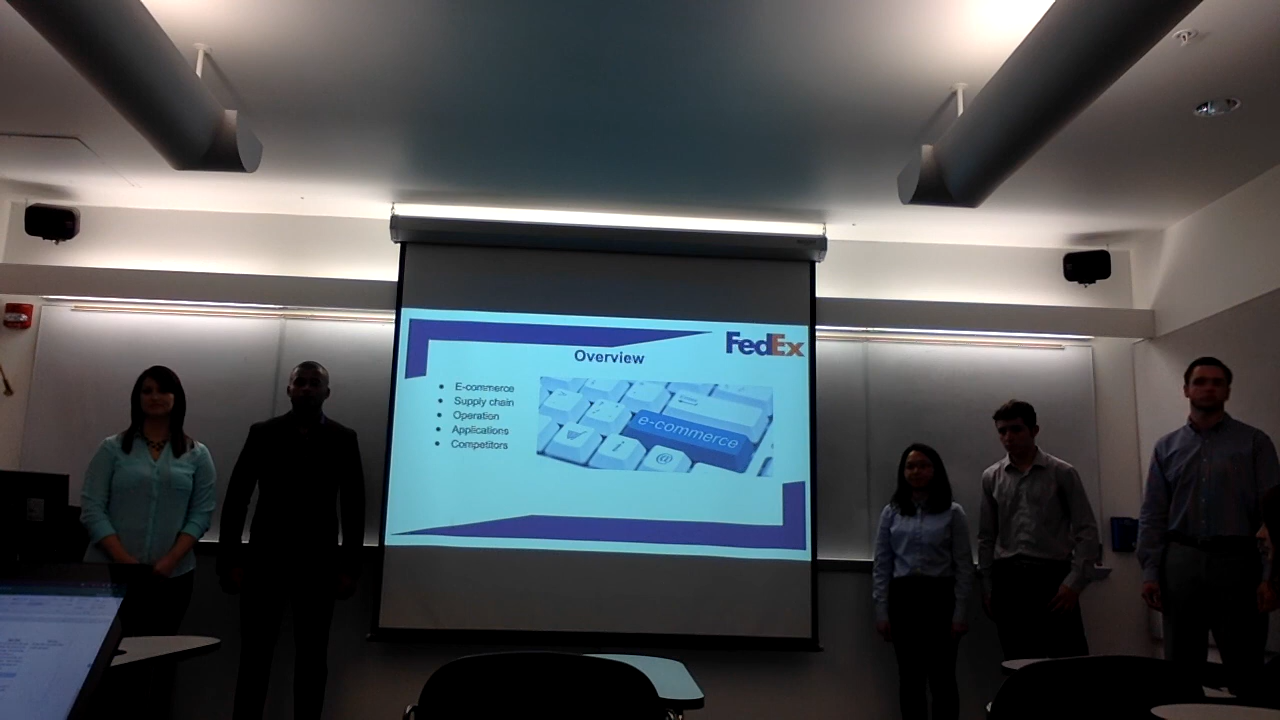 FedEx
Overview
E-commerce
Supply chain
Operation
Applications
Competitors
e-commerce
@